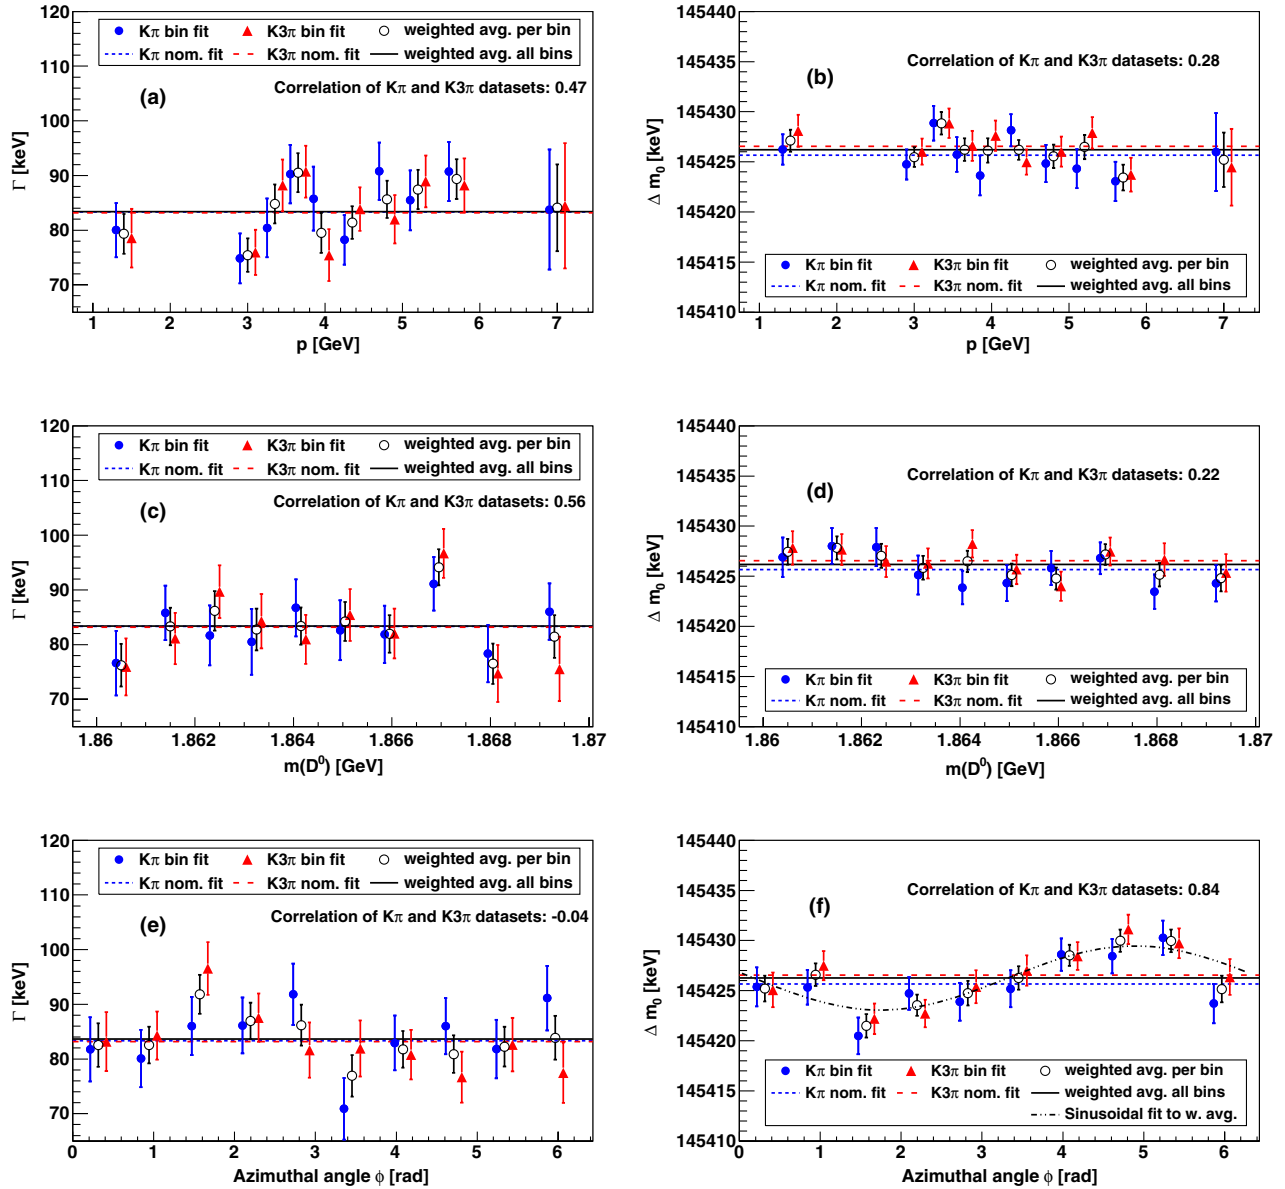 120
110
100
90
80
70
Γ [keV]
Kπ bin fit K3π bin fit weighted avg. per bin
Kπ nom. fit K3π nom. fit weighted avg. all bins
Correlation of Kπ and K3π datasets: 0.47
(a)
1 2 3 4 5 6 7
p [GeV]
145440
145435
145430
145425
145420
145415
145410
Δ m0 [keV]
(b)
Correlation of Kπ and K3π datasets: 0.28
Kπ bin fit K3π bin fit weighted avg. per bin
Kπ nom. fit K3π nom. fit weighted avg. all bins
1 2 3 4 5 6 7
p [GeV]
120
110
100
90
80
70
Γ [keV]
Kπ bin fit K3π bin fit weighted avg. per bin
Kπ nom. fit K3π nom. fit weighted avg. all bins
Correlation of Kπ and K3π datasets: 0.56
(c)
1.86 1.862 1.864 1.866 1.868 1.87
m(D⁰) [GeV]
145440
145435
145430
145425
145420
145415
145410
Δ m0 [keV]
Correlation of Kπ and K3π datasets: 0.22
(d)
Kπ bin fit K3π bin fit weighted avg. per bin
Kπ nom. fit K3π nom. fit weighted avg. all bins
1.86 1.862 1.864 1.866 1.868 1.87
m(D⁰) [GeV]
120
110
100
90
80
70
Γ [keV]
Kπ bin fit K3π bin fit weighted avg. per bin
Kπ nom. fit K3π nom. fit weighted avg. all bins
Correlation of Kπ and K3π datasets: -0.04
(e)
0 1 2 3 4 5 6
Azimuthal angle ϕ [rad]
145440
145435
145430
145425
145420
145415
145410
Δ m0 [keV]
Correlation of Kπ and K3π datasets: 0.84
(f)
Kπ bin fit K3π bin fit weighted avg. per bin
Kπ nom. fit K3π nom. fit weighted avg. all bins
Sinusoidal fit to w. avg.
0 1 2 3 4 5 6
Azimuthal angle ϕ [rad]